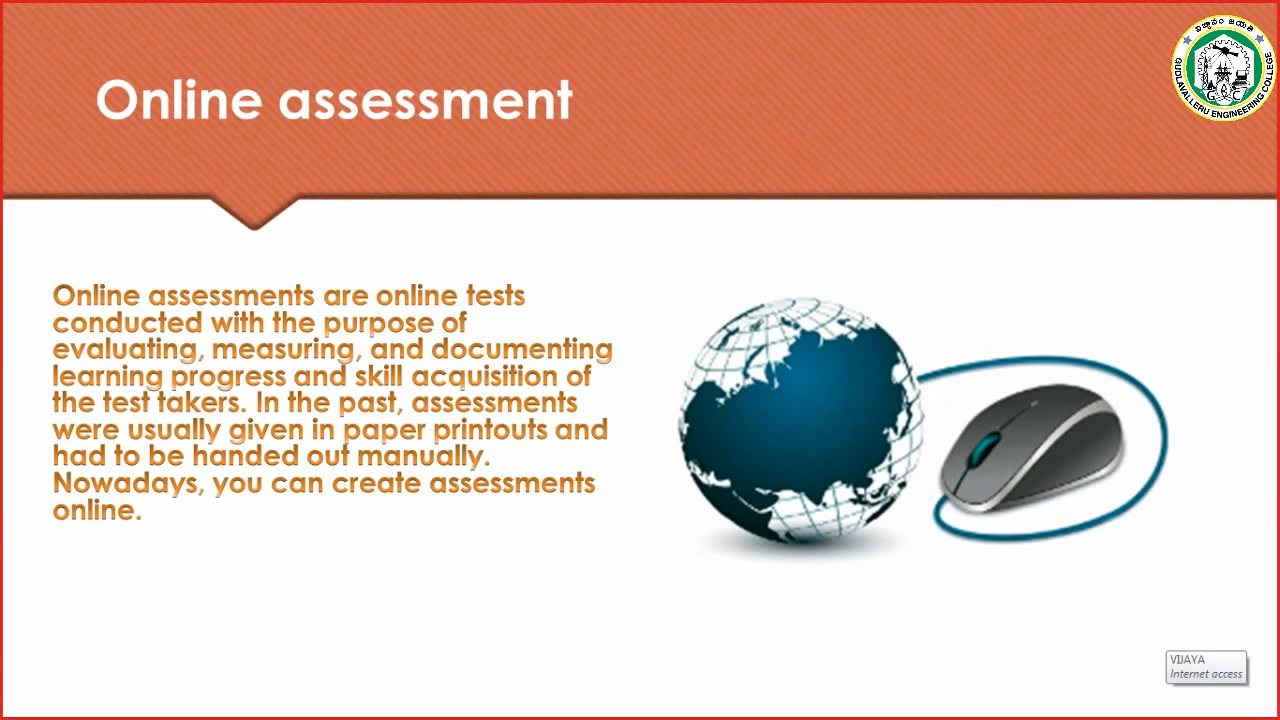 Online assessment
విజ్ఞానం జయతి
GUDLAVALLERU ENGINEERING COLLEGE
G C
Online assessments are online tests
conducted with the purpose of
evaluating, measuring, and documenting
learning progress and skill acquisition of
the test takers. In the past, assessments
were usually given in paper printouts and
had to be handed out manually.
Nowadays, you can create assessments
online.
VIJAYA
Internet access